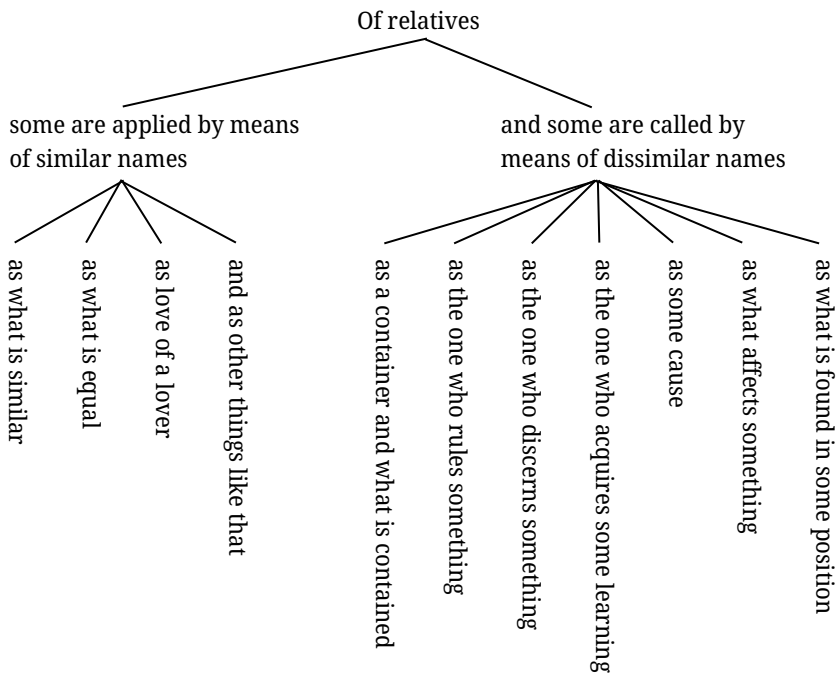 Of relatives
some are applied by means
of similar names
and some are called by
means of dissimilar names
as what is similar
as what is equal
as love of a lover
and as other things like that
as a container and what is contained
as the one who rules something
as the one who discerns something
as the one who acquires some learning
as some cause
as what affects something
as what is found in some position